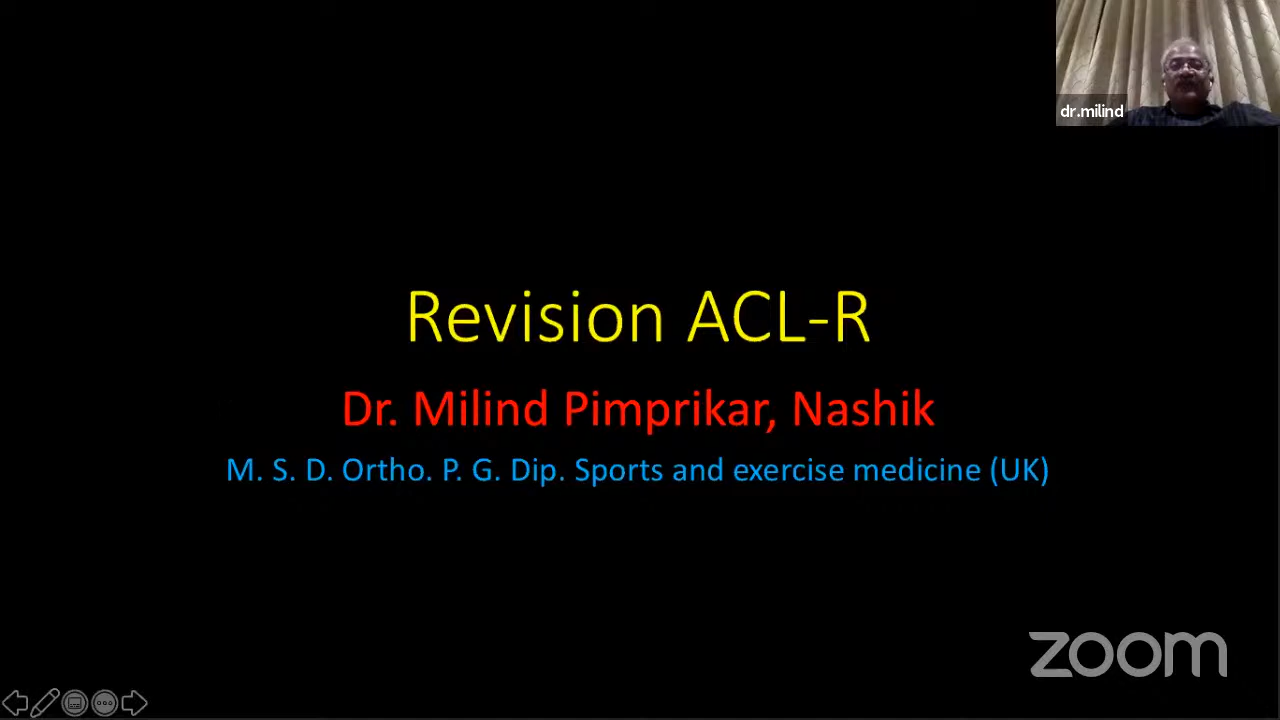 dr.milind
Revision ACL-R
Dr. Milind Pimprikar, Nashik
M. S. D. Ortho. P. G. Dip. Sports and exercise medicine (UK)
zoom